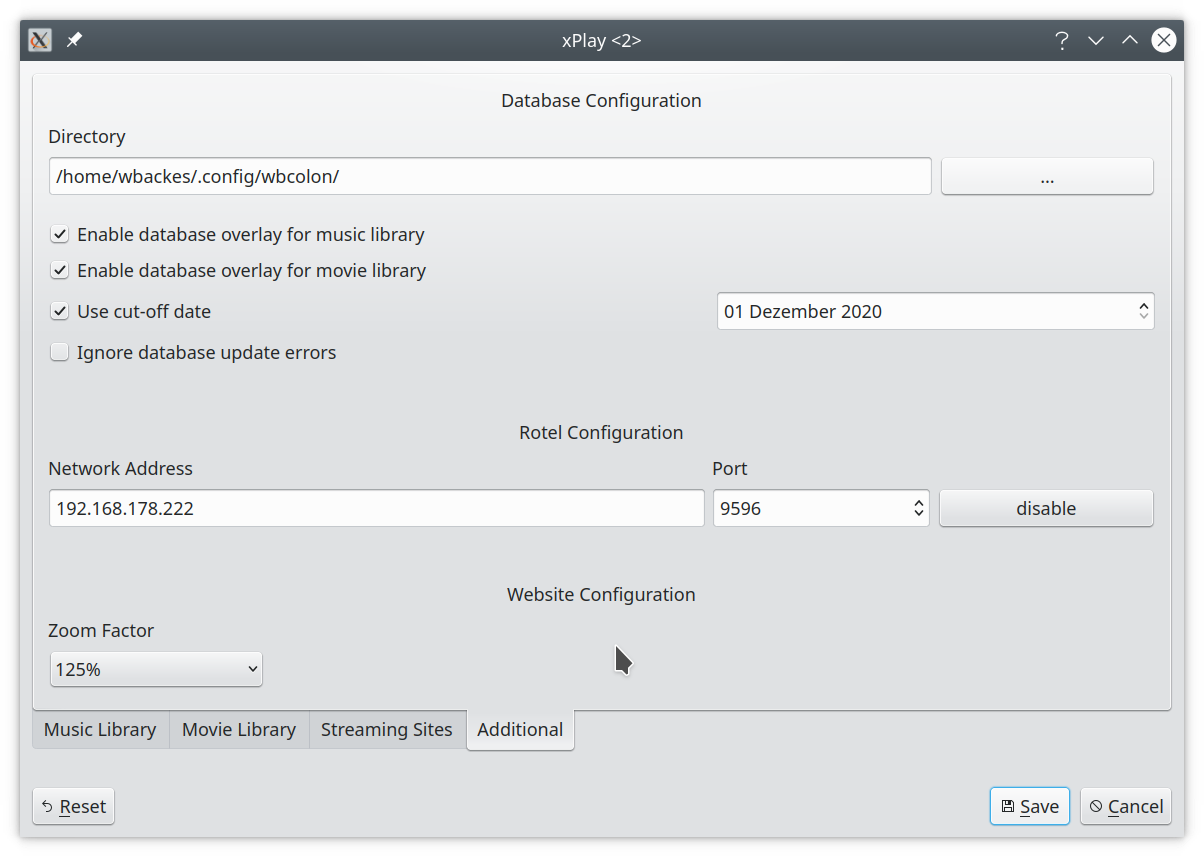 xPlay <2>
Database Configuration
Directory
/home/wbackes/.config/wbcolon/ ...
Enable database overlay for music library
Enable database overlay for movie library
Use cut-off date 01 Dezember 2020
Ignore database update errors
Rotel Configuration
Network Address Port
192.168.178.222 9596 disable
Website Configuration
Zoom Factor
125%
Music Library Movie Library Streaming Sites Additional
Reset Save Cancel